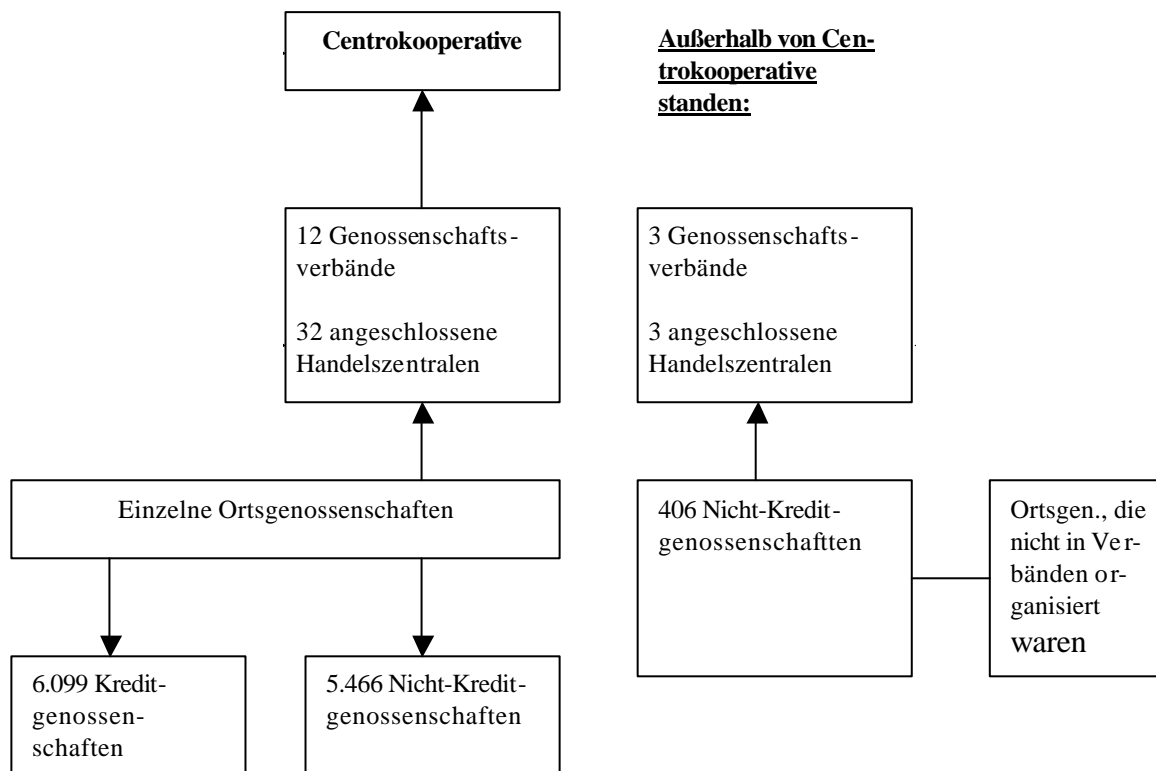 Centrokooperative
Außerhalb von Cen-
trokooperative
standen:
12 Genossenschafts-
verbände
32 angeschlossene
Handelszentralen
3 Genossenschafts-
verbände
3 angeschlossene
Handelszentralen
Einzelne Ortsgenossenschaften
406 Nicht-Kredit-
genossenschaftten
Ortsgen., die
nicht in Ver-
bänden or-
ganisiert
waren
6.099 Kredit-
genossen-
schaften
5.466 Nicht-Kredit-
genossenschaften